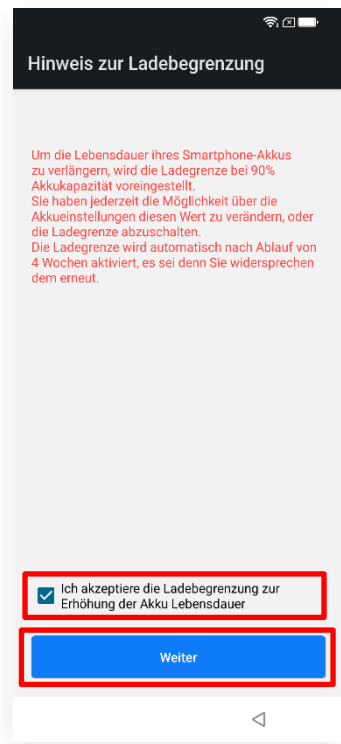 Hinweis zur Ladebegrenzung
Um die Lebensdauer ihres Smartphone-Akkus
zu verlängern, wird die Ladegrenze bei 90%
Akkukapazität voreingestellt.
Sie haben jederzeit die Möglichkeit über die
Akkueinstellungen diesen Wert zu verändern, oder
die Ladegrenze abzuschalten.
Die Ladegrenze wird automatisch nach Ablauf von
4 Wochen aktiviert, es sei denn Sie widersprechen
dem erneut.
Ich akzeptiere die Ladebegrenzung zur
Erhöhung der Akku Lebensdauer
Weiter